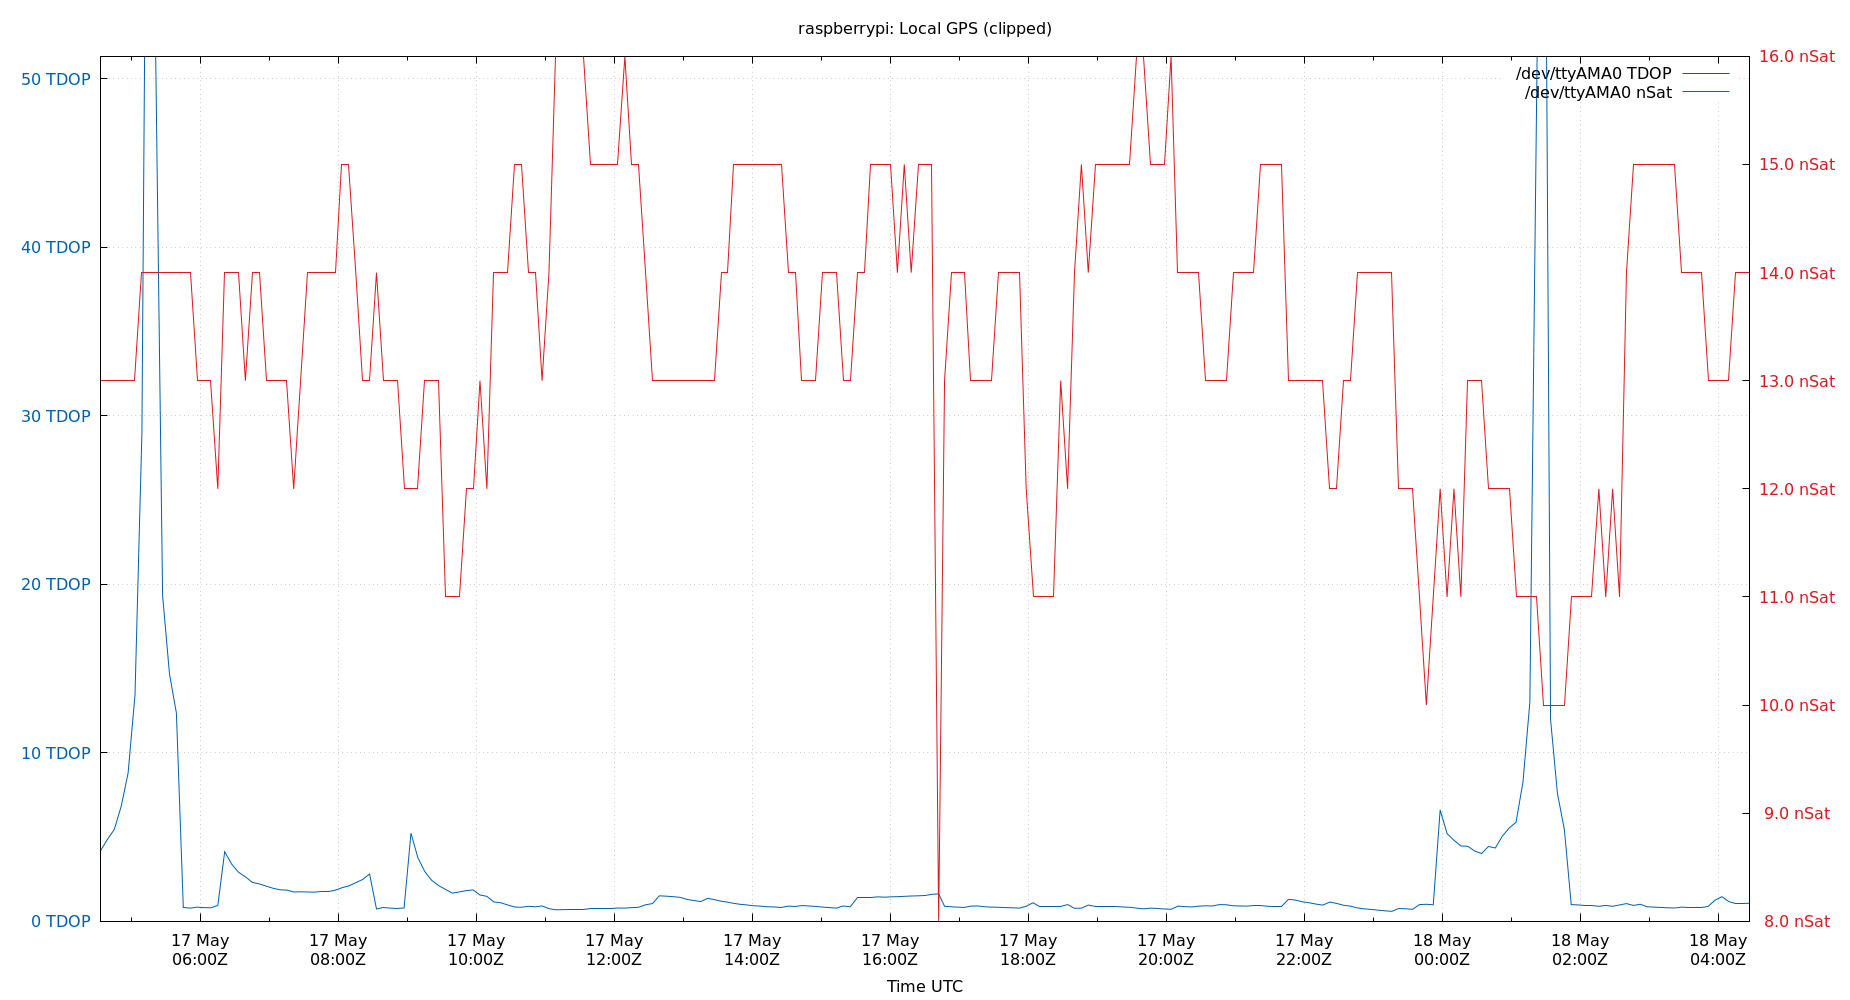 raspberrypi: Local GPS (clipped)
/dev/ttyAMA0 TDOP
/dev/ttyAMA0 nSat
50 TDOP
40 TDOP
30 TDOP
20 TDOP
10 TDOP
0 TDOP
16.0 nSat
15.0 nSat
14.0 nSat
13.0 nSat
12.0 nSat
11.0 nSat
10.0 nSat
9.0 nSat
8.0 nSat
17 May
06:00Z
17 May
08:00Z
17 May
10:00Z
17 May
12:00Z
17 May
14:00Z
17 May
16:00Z
17 May
18:00Z
17 May
20:00Z
17 May
22:00Z
18 May
00:00Z
18 May
02:00Z
18 May
04:00Z
Time UTC